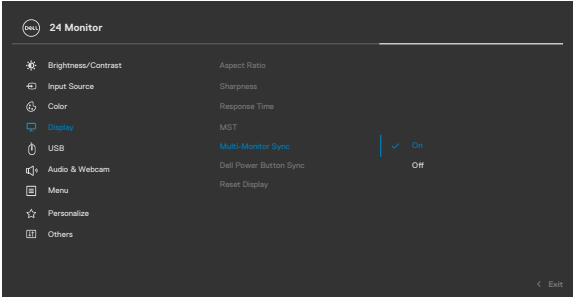 DELL 24 Monitor
Brightness/Contrast
Input Source
Color
Display
USB
Audio & Webcam
Menu
Personalize
Others
Aspect Ratio
Sharpness
Response Time
MST
Multi-Monitor Sync
Dell Power Button Sync
Reset Display
On
Off
Exit